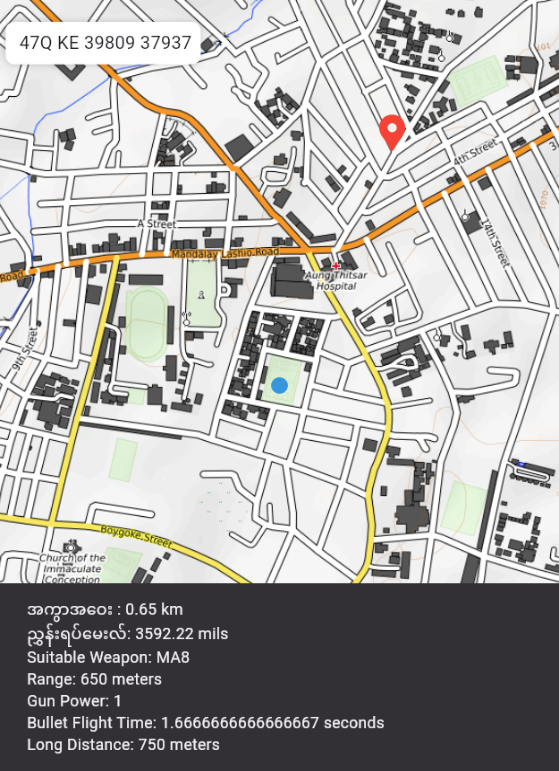 47Q KE 39809 37937
101
4th Street
3
1070
14th Street
A Street
Mandalay Lashio Road
Road
Aung Thitsar
Hospital
9th Street
Boygoke Street
Church of the
Immaculate
Conception
အကွာအဝေး : 0.65 km
ညွှန်းရပ်မေးလ်: 3592.22 mils
Suitable Weapon: MA8
Range: 650 meters
Gun Power: 1
Bullet Flight Time: 1.6666666666666667 seconds
Long Distance: 750 meters